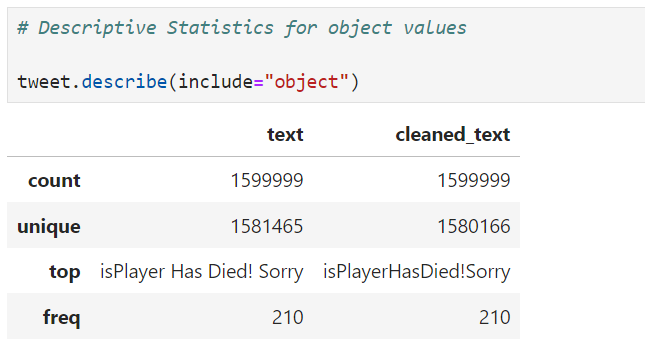 # Descriptive Statistics for object values
tweet.describe(include="object")
text cleaned_text
count 1599999 1599999
unique 1581465 1580166
top isPlayer Has Died! Sorry isPlayerHasDied!Sorry
freq 210 210